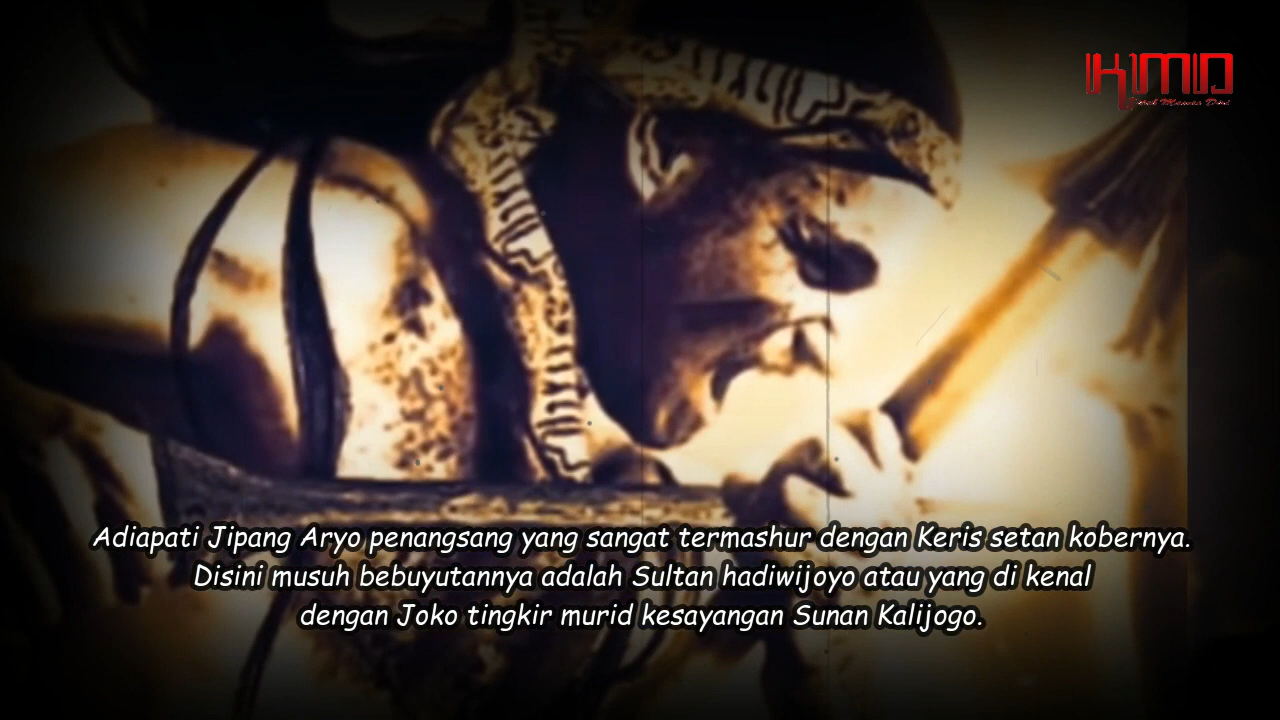 IKIMD
Adiapati Jipang Aryo penangsang yang sangat termashur dengan Keris setan kobernya.
Disini musuh bebuyutannya adalah Sultan hadiwijoyo atau yang di kenal
dengan Joko tingkir murid kesayangan Sunan Kalijogo.